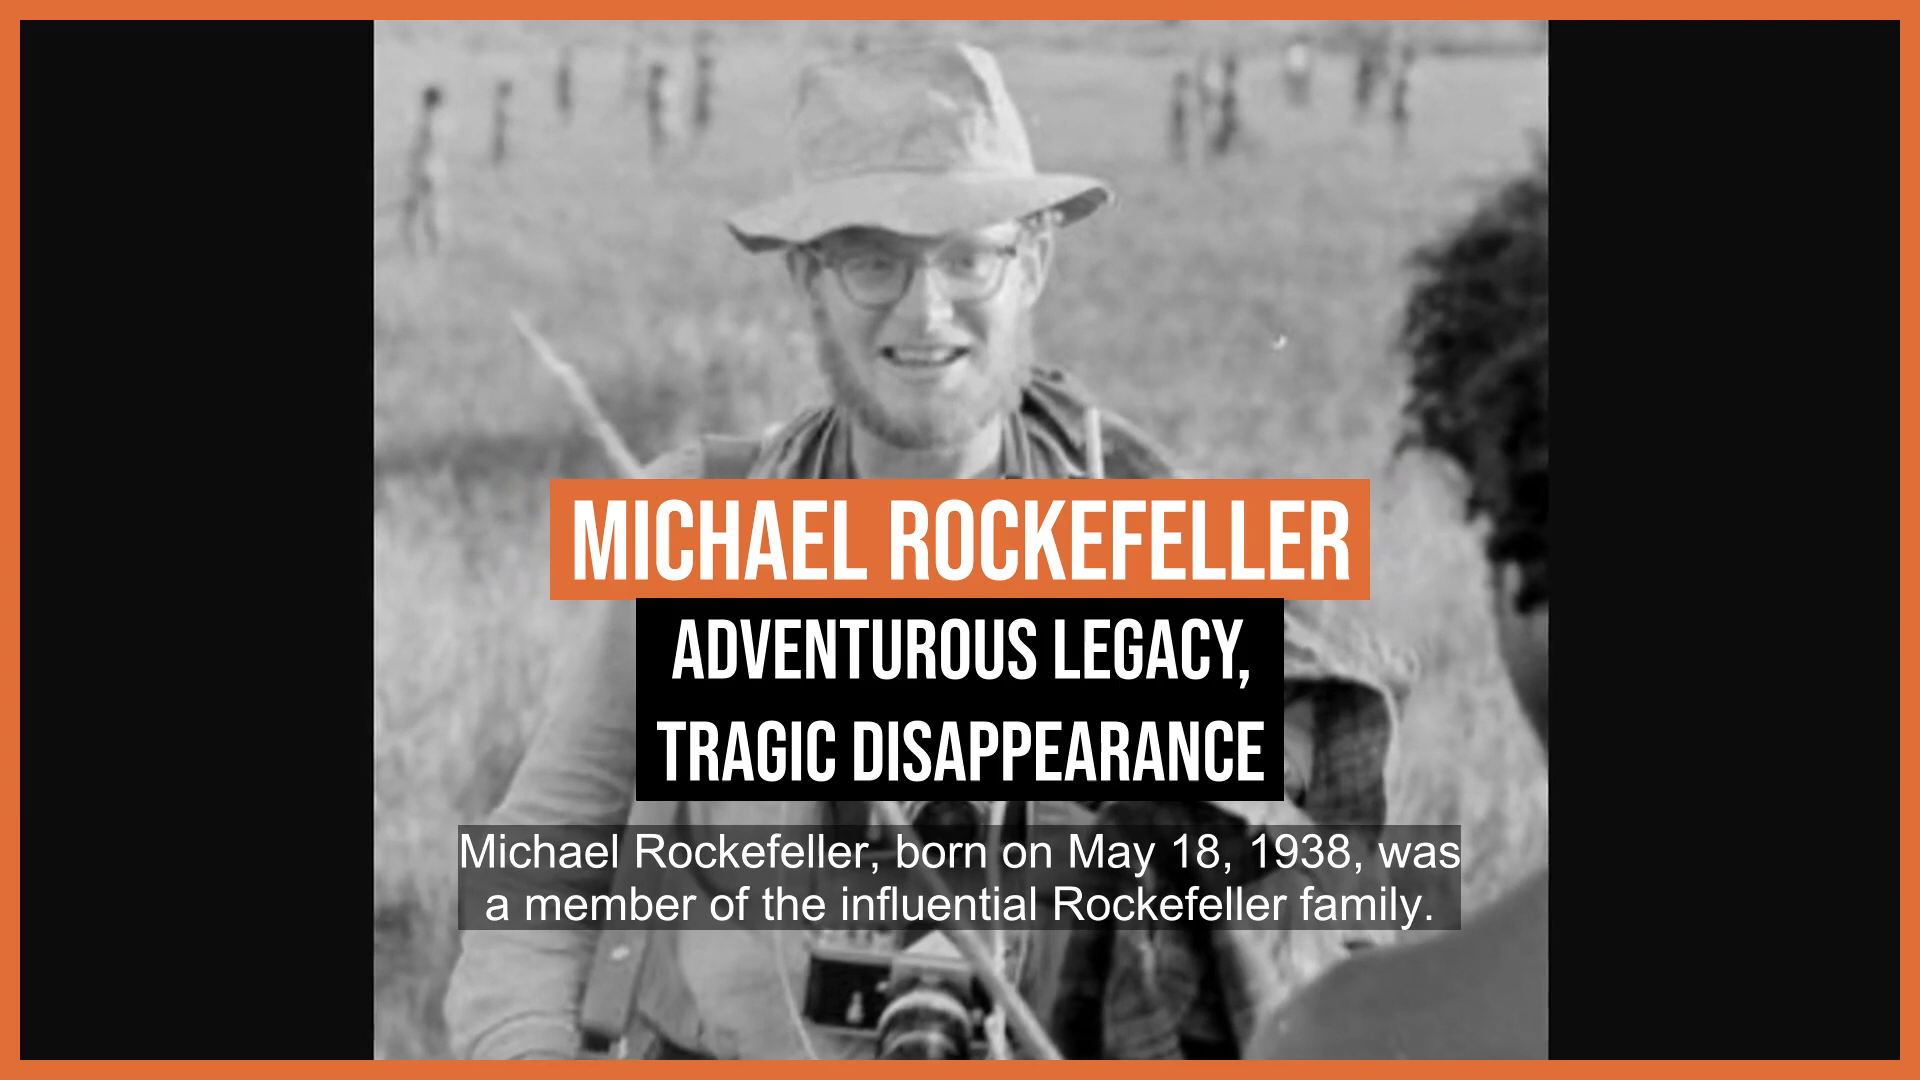 MICHAEL ROCKEFELLER
ADVENTUROUS LEGACY,
TRAGIC DISAPPEARANCE
Michael Rockefeller, born on May 18, 1938, was
a member of the influential Rockefeller family.